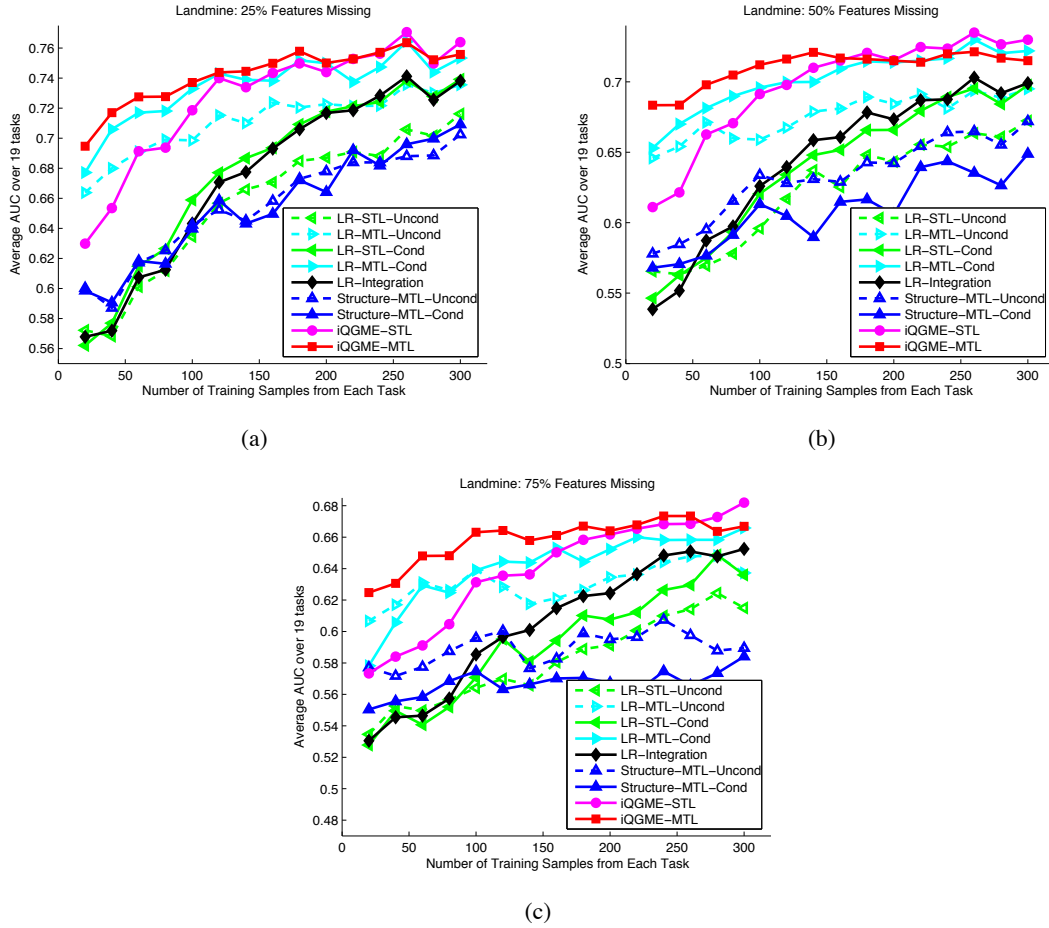 Landmine: 25% Features Missing
Average AUC over 19 tasks
0.76
0.74
0.72
0.7
0.68
0.66
0.64
0.62
0.6
0.58
0.56
0
50
100
150
200
250
300
Number of Training Samples from Each Task
LR−STL−Uncond
LR−MTL−Uncond
LR−STL−Cond
LR−MTL−Cond
LR−Integration
Structure−MTL−Uncond
Structure−MTL−Cond
iQGME−STL
iQGME−MTL
(a)
Landmine: 50% Features Missing
Average AUC over 19 tasks
0.7
0.65
0.6
0.55
0.5
0
50
100
150
200
250
300
Number of Training Samples from Each Task
LR−STL−Uncond
LR−MTL−Uncond
LR−STL−Cond
LR−MTL−Cond
LR−Integration
Structure−MTL−Uncond
Structure−MTL−Cond
iQGME−STL
iQGME−MTL
(b)
Landmine: 75% Features Missing
Average AUC over 19 tasks
0.68
0.66
0.64
0.62
0.6
0.58
0.56
0.54
0.52
0.5
0.48
0
50
100
150
200
250
300
Number of Training Samples from Each Task
LR−STL−Uncond
LR−MTL−Uncond
LR−STL−Cond
LR−MTL−Cond
LR−Integration
Structure−MTL−Uncond
Structure−MTL−Cond
iQGME−STL
iQGME−MTL
(c)